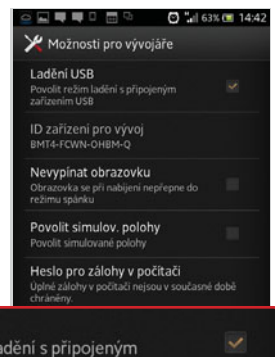 63% 14:42
Možnosti pro vývojáře
Ladění USB
Povolit režim ladění s připojeným
zařízením USB
ID zařízení pro vývoj
BMT4-FCWN-OHBM-Q
Nevypínat obrazovku
Obrazovka se při nabíjení nepřepne do
režimu spánku
Povolit simulov. polohy
Povolit simulované polohy
Heslo pro zálohy v počítači
Úplné zálohy v počítači nejsou v současné době
chráněny.
ladění s připojeným